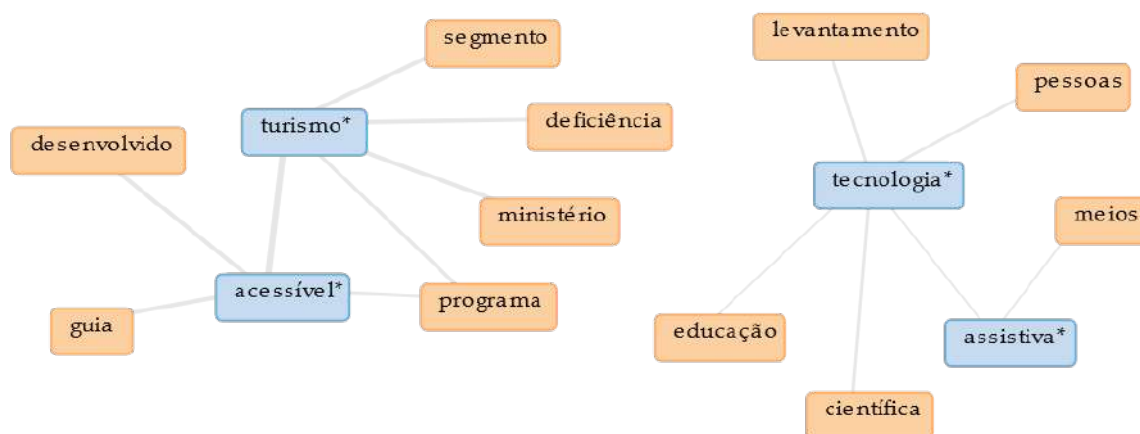 levantamento
segmento
pessoas
turismo*
deficiência
desenvolvido
tecnologia*
ministério
meios
acessível*
programa
guia
educação
assistiva*
científica